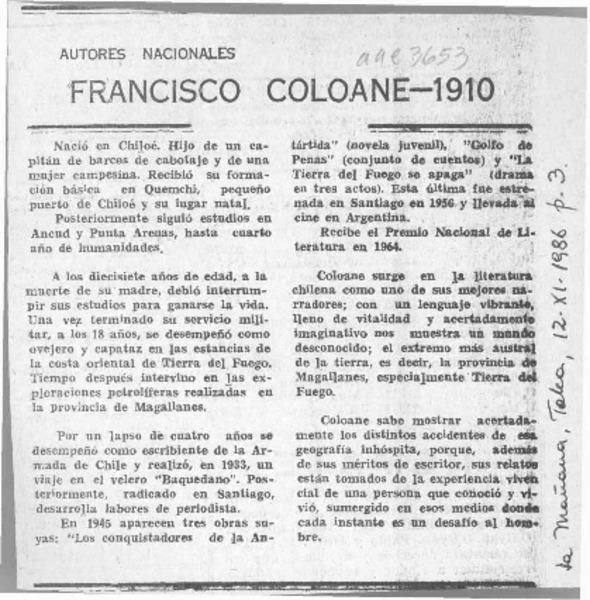 AUTORES NACIONALES
aae3653
FRANCISCO COLOANE—1910
Nació en Chiloé. Hijo de un ca-
pitán de barcos de cabotaje y de una
mujer campesina. Recibió su forma-
ción básica en Quemchi, pequeño
puerto de Chiloé y su lugar natal.
Posteriormente siguió estudios en
Ancud y Punta Arenas, hasta cuarto
año de humanidades.
A los diecisiete años de edad, a la
muerte de su madre, debió interrum-
pir sus estudios para ganarse la vida.
Una vez terminado su servicio mili-
tar, a los 18 años, se desempeñó como
ovejero y capataz en las estancias de
la costa oriental de Tierra del Fuego.
Tiempo después intervino en las ex-
ploraciones petrolíferas realizadas en
la provincia de Magallanes.
Por un lapso de cuatro años se
desempeño como escribiente de la Ar-
mada de Chile y realizó, en 1933, un
viaje en el velero "Baquedano". Pos-
teriormente, radicado en Santiago,
desarrolla labores de periodista.
En 1945 aparecen tres obras su-
yas: "Los conquistadores de la An-
tártida" (novela juvenil), "Golfo de
Penas" (conjunto de cuentos) y "La
Tierra del Fuego se apaga" (drama
en tres actos). Esta última fue estre-
nada en Santiago en 1956 y llevada al
cine en Argentina.
Recibe el Premio Nacional de Li-
teratura en 1964.
Coloane surge en la literatura
chilena como uno de sus mejores na-
rradores; con un lenguaje vibrante,
lleno de vitalidad y acertadamente
imaginativo nos muestra un mundo
desconocido; el extremo más austral
de la tierra, es decir, la provincia de
Magallanes, especialmente Tierra del
Fuego.
Coloane sabe mostrar acertada-
mente los distintos accidentes de esa
geografía inhóspita, porque, además
de sus méritos de escritor, sus relatos
están tomados de la experiencia viven
cial de una persona que conoció y vi-
vió, sumergido en esos medios donde
cada instante es un desafío al hom-
bre.
La Mañana, Talca, 12-XI-1986 p. 3.